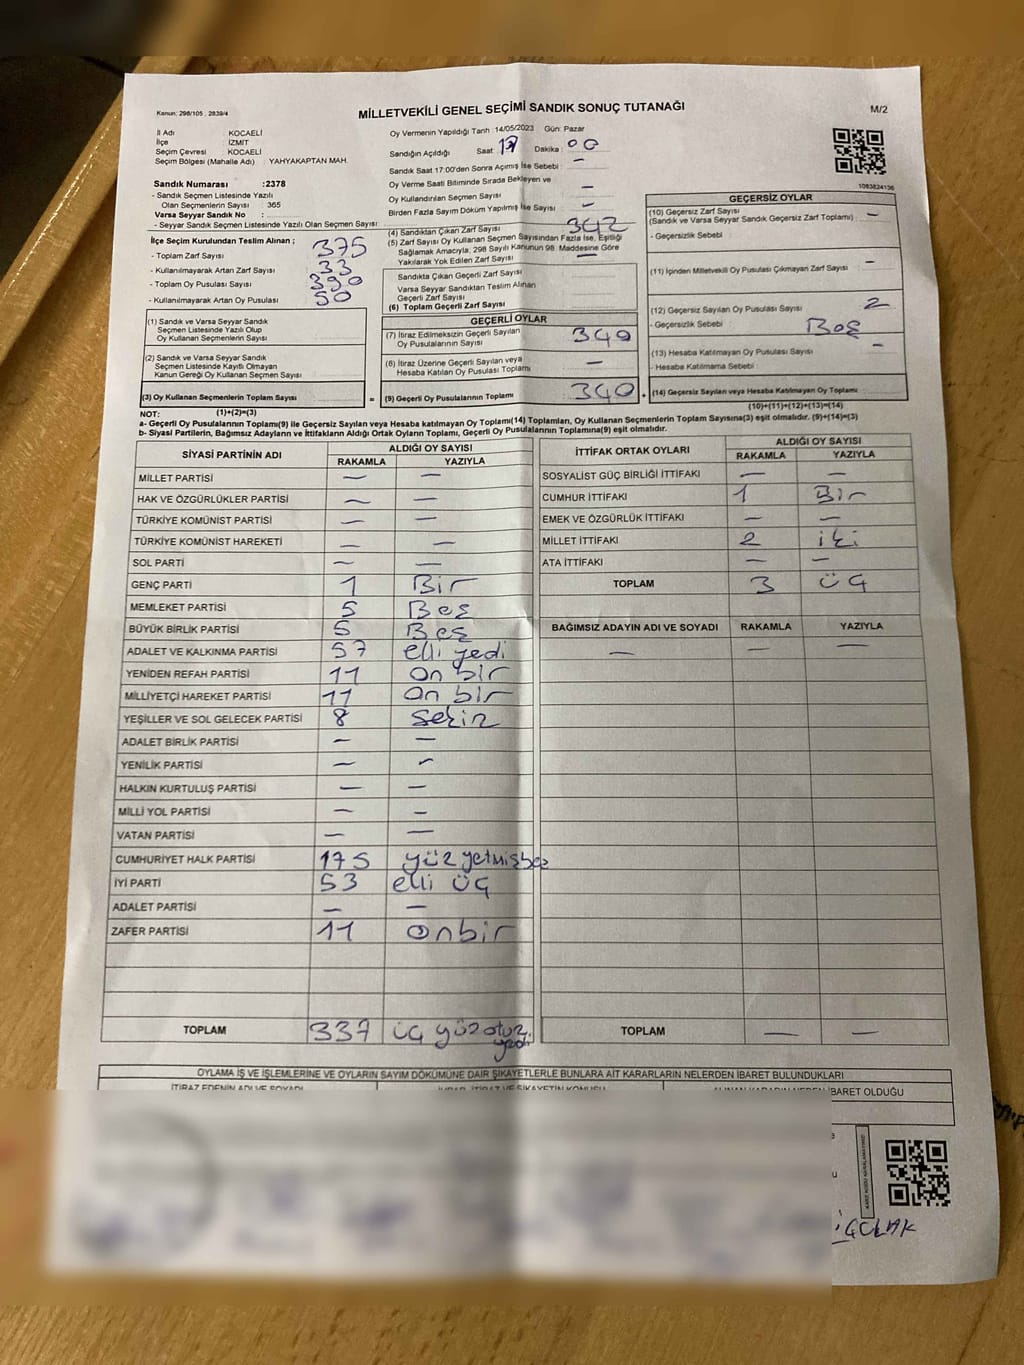 Kanun: 298/105 , 2839/4
MİLLETVEKİLİ GENEL SEÇİMİ SANDIK SONUÇ TUTANAĞI
M/2
İl Adı : KOCAELİ
İlçe : İZMİT
Seçim Çevresi : KOCAELİ
Seçim Bölgesi (Mahalle Adı) : YAHYAKAPTAN MAH.
Oy Vermenin Yapıldığı Tarih :14/05/2023 Gün: Pazar
Sandığın Açıldığı Saat : 17 Dakika : 00
Sandık Saat 17:00'den Sonra Açımış İse Sebebi : -
Oy Verme Saati Bitiminde Sırada Bekleyen ve
Oy Kullandırılan Seçmen Sayısı : -
Birden Fazla Sayım Döküm Yapılmış İse Sayısı : -
1083824136
Sandık Numarası :2378
- Sandık Seçmen Listesinde Yazılı
Olan Seçmenlerin Sayısı : 365
Varsa Seyyar Sandık No :
- Seyyar Sandık Seçmen Listesinde Yazılı Olan Seçmen Sayısı :
İlçe Seçim Kurulundan Teslim Alınan ;
- Toplam Zarf Sayısı : 375
- Kullanılmayarak Artan Zarf Sayısı : 33
- Toplam Oy Pusulası Sayısı : 390
- Kullanılmayarak Artan Oy Pusulası : 50
(1) Sandık ve Varsa Seyyar Sandık
Seçmen Listesinde Yazılı Olup
Oy Kullanan Seçmenlerin Sayısı :
(2) Sandık ve Varsa Seyyar Sandık
Seçmen Listesinde Kayıtlı Olmayan
Kanun Gereği Oy Kullanan Seçmen Sayısı :
(3) Oy Kullanan Seçmenlerin Toplam Sayısı :
(1)+(2)=(3)
(4) Sandıktan Çıkan Zarf Sayısı : 342
(5) Zarf Sayısı Oy Kullanan Seçmen Sayısından Fazla İse, Eşitliği
Sağlamak Amacıyla, 298 Sayılı Kanunun 98. Maddesine Göre
Yakılarak Yok Edilen Zarf Sayısı : -
Sandıkta Çıkan Geçerli Zarf Sayısı :
Varsa Seyyar Sandıktan Teslim Alınan
Geçerli Zarf Sayısı :
(6) Toplam Geçerli Zarf Sayısı :
GEÇERLİ OYLAR
(7) İtiraz Edilmeksizin Geçerli Sayılan
Oy Pusulalarının Sayısı : 340
(8) İtiraz Üzerine Geçerli Sayılan veya
Hesaba Katılan Oy Pusulası Toplamı : -
= (9) Geçerli Oy Pusulalarının Toplamı : 340
GEÇERSİZ OYLAR
(10) Geçersiz Zarf Sayısı
(Sandık ve Varsa Seyyar Sandık Geçersiz Zarf Toplamı) : -
- Geçersizlik Sebebi :
(11) İçinden Milletvekili Oy Pusulası Çıkmayan Zarf Sayısı : -
(12) Geçersiz Sayılan Oy Pusulası Sayısı : 2
- Geçersizlik Sebebi : Boş
(13) Hesaba Katılmayan Oy Pusulası Sayısı : -
- Hesaba Katılmama Sebebi :
+ (14) Geçersiz Sayılan veya Hesaba Katılmayan Oy Toplamı :
(10)+(11)+(12)+(13)=(14)
NOT:
a- Geçerli Oy Pusulalarının Toplamı(9) ile Geçersiz Sayılan veya Hesaba katılmayan Oy Toplamı(14) Toplamları, Oy Kullanan Seçmenlerin Toplam Sayısına(3) eşit olmalıdır. (9)+(14)=(3)
b- Siyasi Partilerin, Bağımsız Adayların ve İttifakların Aldığı Ortak Oyların Toplamı, Geçerli Oy Pusulalarının Toplamına(9) eşit olmalıdır.
SİYASİ PARTİNİN ADI ALDIĞI OY SAYISI
RAKAMLA YAZIYLA
MİLLET PARTİSİ - -
HAK VE ÖZGÜRLÜKLER PARTİSİ - -
TÜRKİYE KOMÜNİST PARTİSİ - -
TÜRKİYE KOMÜNİST HAREKETİ - -
SOL PARTİ - -
GENÇ PARTİ 1 Bir
MEMLEKET PARTİSİ 5 Beş
BÜYÜK BİRLİK PARTİSİ 5 Beş
ADALET VE KALKINMA PARTİSİ 57 elli yedi
YENİDEN REFAH PARTİSİ 11 on bir
MİLLİYETÇİ HAREKET PARTİSİ 11 on bir
YEŞİLLER VE SOL GELECEK PARTİSİ 8 sekiz
ADALET BİRLİK PARTİSİ - -
YENİLİK PARTİSİ - -
HALKIN KURTULUŞ PARTİSİ - -
MİLLİ YOL PARTİSİ - -
VATAN PARTİSİ - -
CUMHURİYET HALK PARTİSİ 175 yüz yetmişbeş
İYİ PARTİ 53 elli üç
ADALET PARTİSİ - -
ZAFER PARTİSİ 11 onbir
TOPLAM 337 üç yüz otuz yedi
İTTİFAK ORTAK OYLARI ALDIĞI OY SAYISI
RAKAMLA YAZIYLA
SOSYALİST GÜÇ BİRLİĞİ İTTİFAKI - -
CUMHUR İTTİFAKI 1 Bir
EMEK VE ÖZGÜRLÜK İTTİFAKI - -
MİLLET İTTİFAKI 2 iki
ATA İTTİFAKI - -
TOPLAM 3 üç
BAĞIMSIZ ADAYIN ADI VE SOYADI RAKAMLA YAZIYLA
- - -
TOPLAM - -
OYLAMA İŞ VE İŞLEMLERİNE VE OYLARIN SAYIM DÖKÜMÜNE DAİR ŞİKAYETLERLE BUNLARA AİT KARARLARIN NELERDEN İBARET BULUNDUKLARI
İTİRAZ EDENİN ADI VE SOYADI
İBARET OLDUĞU